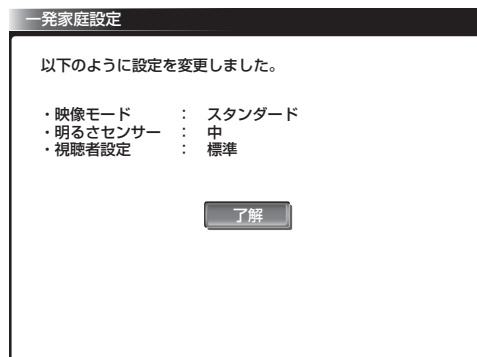 一発家庭設定
以下のように設定を変更しました。
・映像モード ： スタンダード
・明るさセンサー ： 中
・視聴者設定 ： 標準
了解